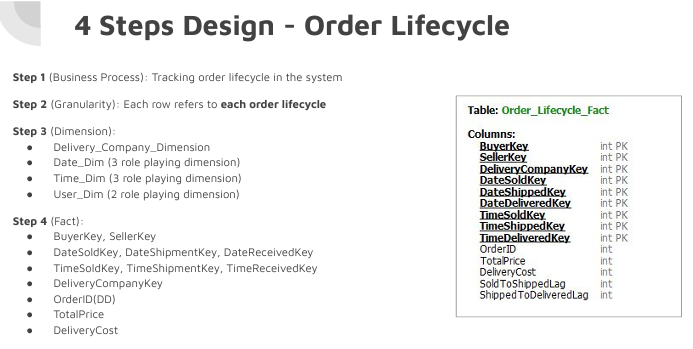 4 Steps Design - Order Lifecycle
Step 1 (Business Process): Tracking order lifecycle in the system
Step 2 (Granularity): Each row refers to each order lifecycle
Step 3 (Dimension):
● Delivery_Company_Dimension
● Date_Dim (3 role playing dimension)
● Time_Dim (3 role playing dimension)
● User_Dim (2 role playing dimension)
Step 4 (Fact):
● BuyerKey, SellerKey
● DateSoldKey, DateShipmentKey, DateReceivedKey
● TimeSoldKey, TimeShipmentKey, TimeReceivedKey
● DeliveryCompanyKey
● OrderID(DD)
● TotalPrice
● DeliveryCost
Table: Order_Lifecycle_Fact
Columns:
BuyerKey int PK
SellerKey int PK
DeliveryCompanyKey int PK
DateSoldKey int PK
DateShippedKey int PK
DateDeliveredKey int PK
TimeSoldKey int PK
TimeShippedKey int PK
TimeDeliveredKey int PK
OrderID int
TotalPrice int
DeliveryCost int
SoldToShippedLag int
ShippedToDeliveredLag int